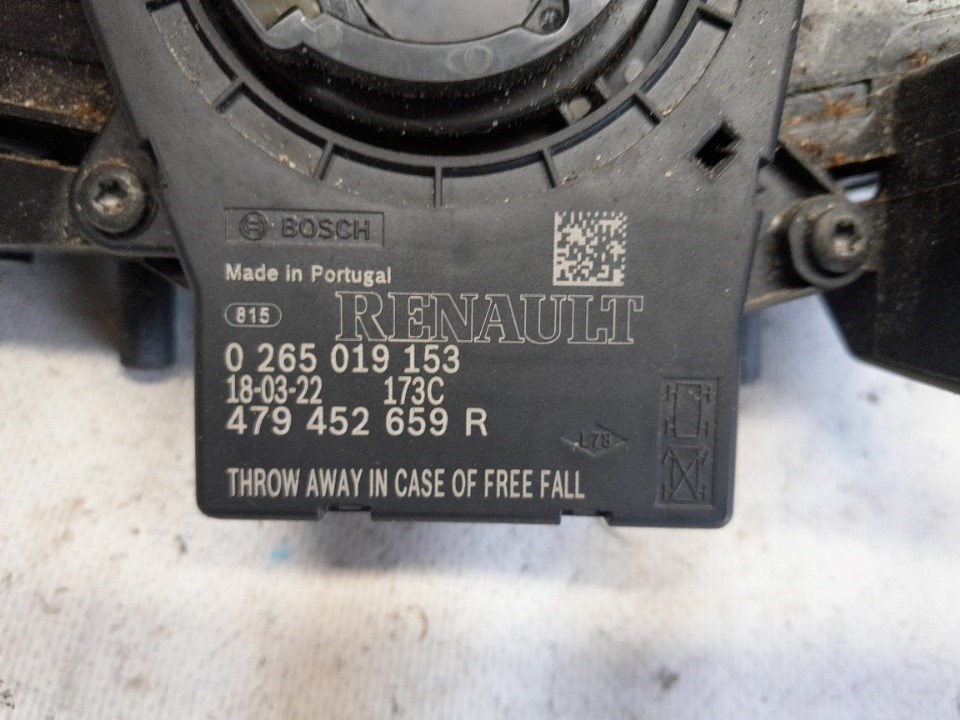 BOSCH
Made in Portugal
815
RENAULT
0 265 019 153
18-03-22 173C
479 452 659 R
L78
THROW AWAY IN CASE OF FREE FALL